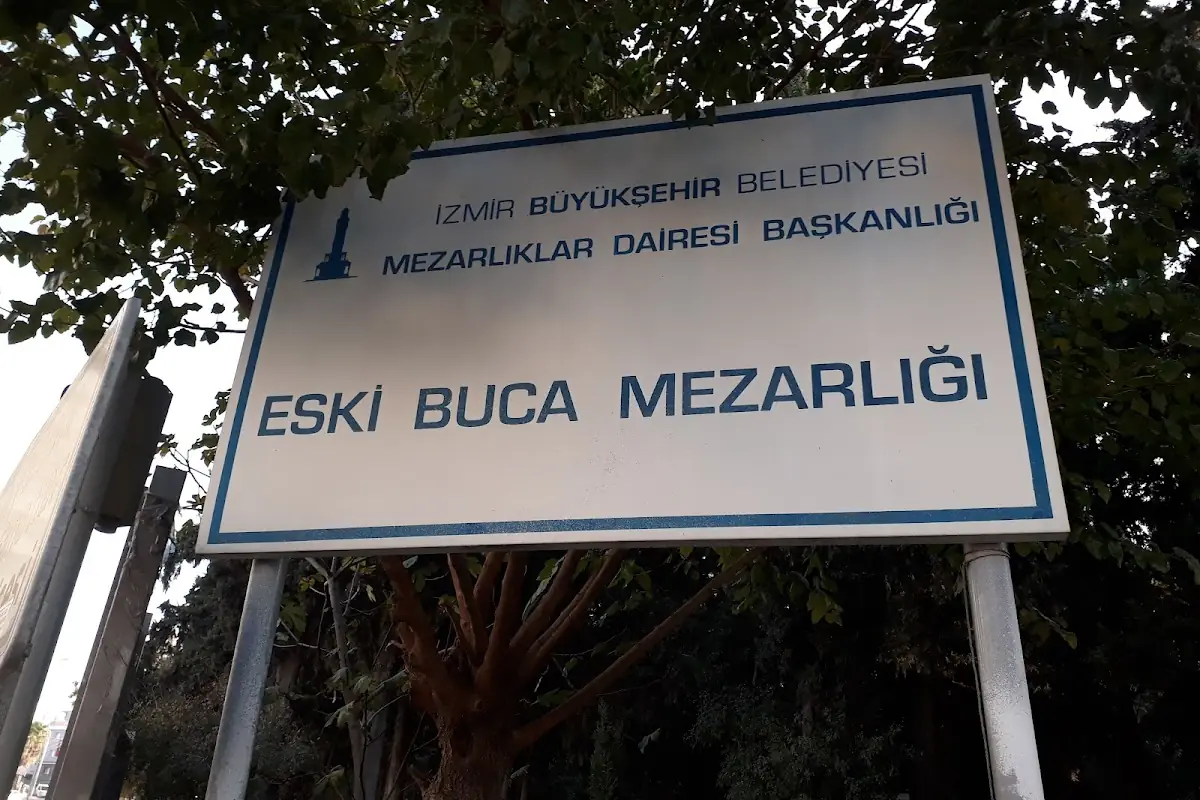 İZMİR BÜYÜKŞEHİR BELEDİYESİ
MEZARLIKLAR DAİRESİ BAŞKANLIĞI
ESKİ BUCA MEZARLIĞI